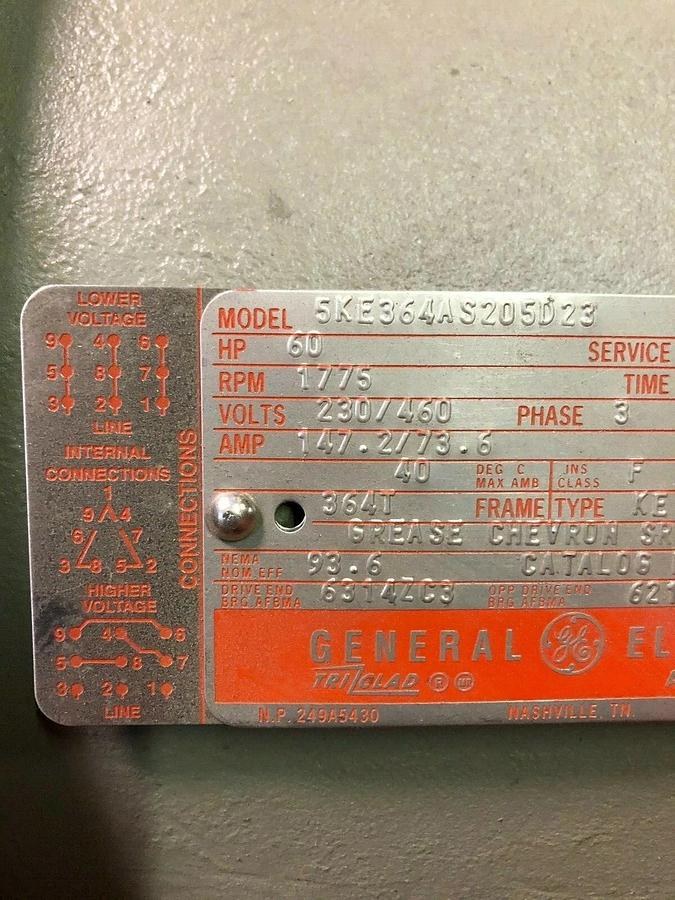 LOWER
VOLTAGE
9 4 6
5 8 7
3 2 1
LINE
INTERNAL
CONNECTIONS
1
9 4
6 7
3 8 5 2
HIGHER
VOLTAGE
9 4 6
5 8 7
3 2 1
LINE
CONNECTIONS
MODEL 5KE364AS205D23
HP 60 SERVICE
RPM 1775 TIME
VOLTS 230/460 PHASE 3
AMP 147.2/73.6
40 DEG C MAX AMB INS CLASS F
364T FRAME TYPE KE
GREASE CHEVRON SR
NEMA NOM.EFF 93.6 CATALOG
DRIVE END BRG AFBMA 6314ZC3 OPP DRIVE END BRG AFBMA 621
GENERAL GE EL
TRI/CLAD ®
N.P. 249A5430 NASHVILLE, TN.